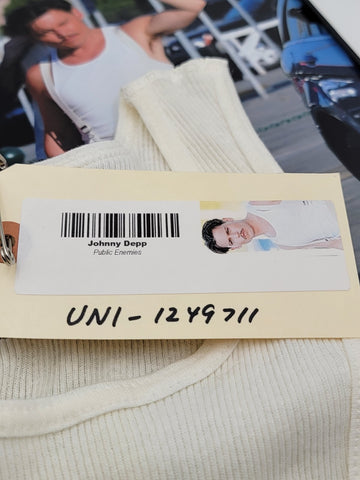 Johnny Depp
Public Enemies
UNI - 1249711